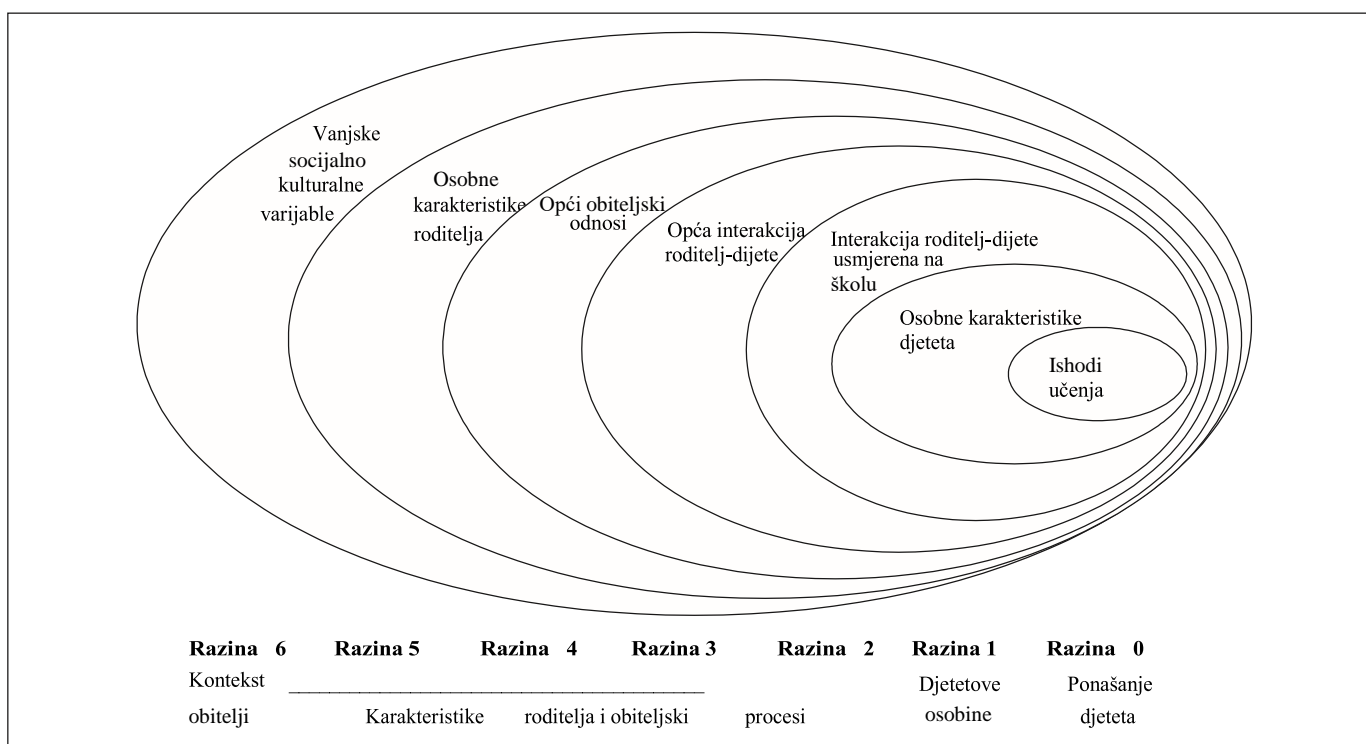 Vanjske
socijalno
kulturalne
varijable
Osobne
karakteristike
roditelja
Opći obiteljski
odnosi
Opća interakcija
roditelj-dijete
Interakcija roditelj-dijete
usmjerena na
školu
Osobne karakteristike
djeteta
Ishodi
učenja
Razina 6 Razina 5 Razina 4 Razina 3 Razina 2 Razina 1 Razina 0
Kontekst Djetetove Ponašanje
obitelji Karakteristike roditelja i obiteljski procesi osobine djeteta